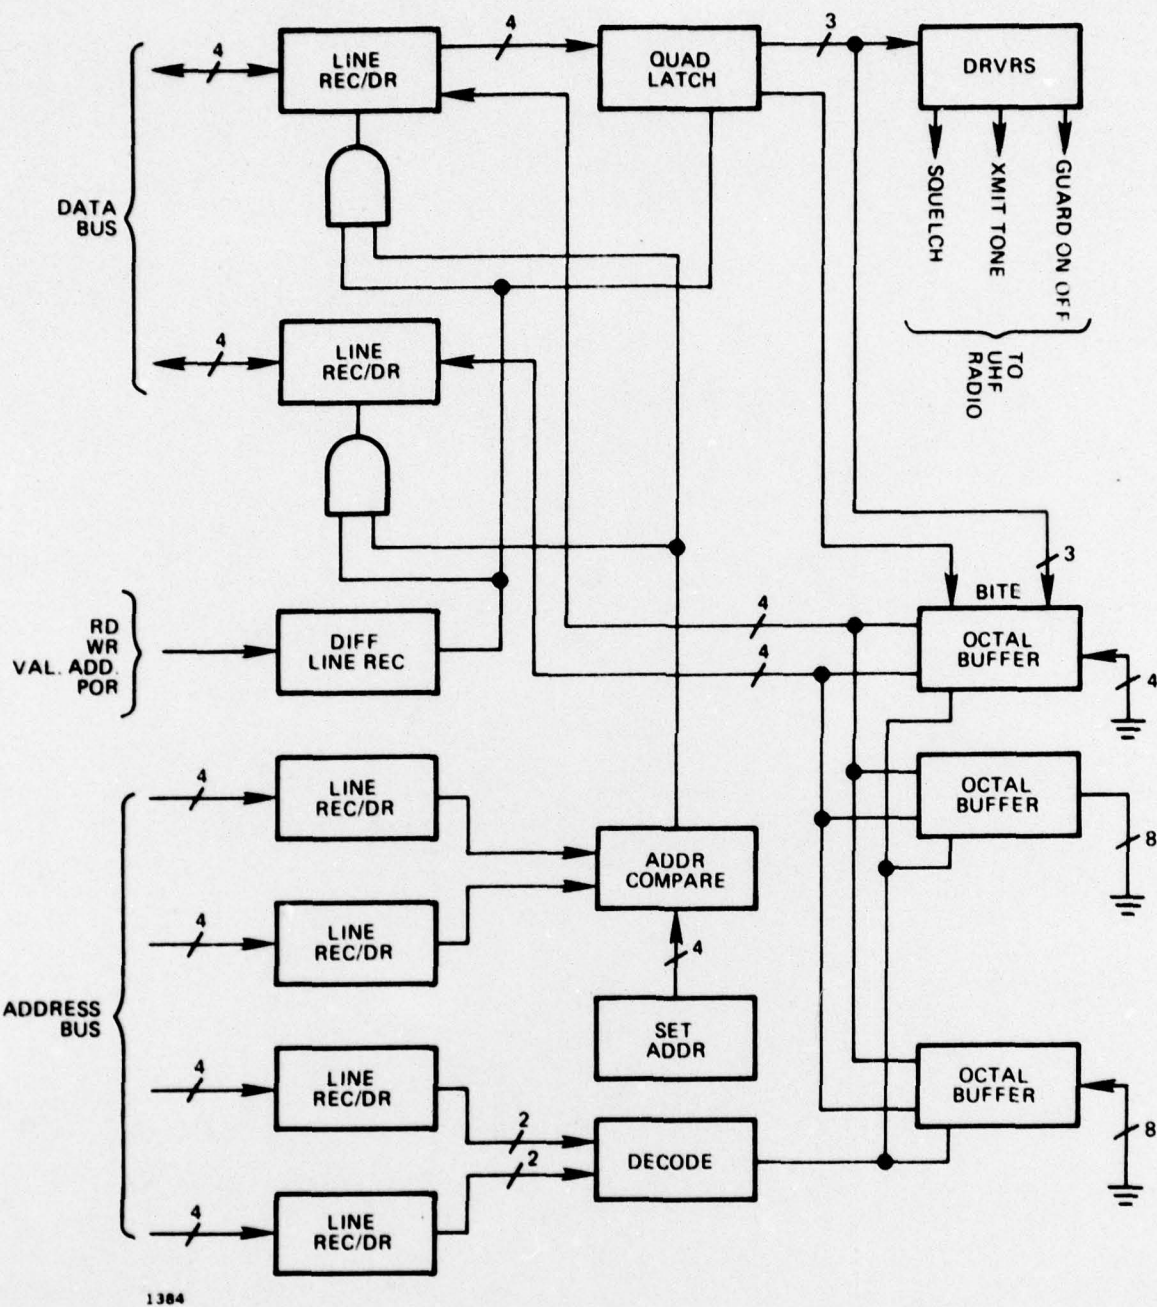 4
LINE
REC/DR
4
QUAD
LATCH
3
DRVRS
SQUELCH
XMIT TONE
GUARD ON OFF
TO
UHF
RADIO
DATA
BUS
4
LINE
REC/DR
RD
WR
VAL. ADD.
POR
DIFF
LINE REC
4
4
3
BITE
OCTAL
BUFFER
4
4
LINE
REC/DR
OCTAL
BUFFER
8
ADDR
COMPARE
4
LINE
REC/DR
4
SET
ADDR
ADDRESS
BUS
4
LINE
REC/DR
2
2
DECODE
OCTAL
BUFFER
8
4
LINE
REC/DR
1384